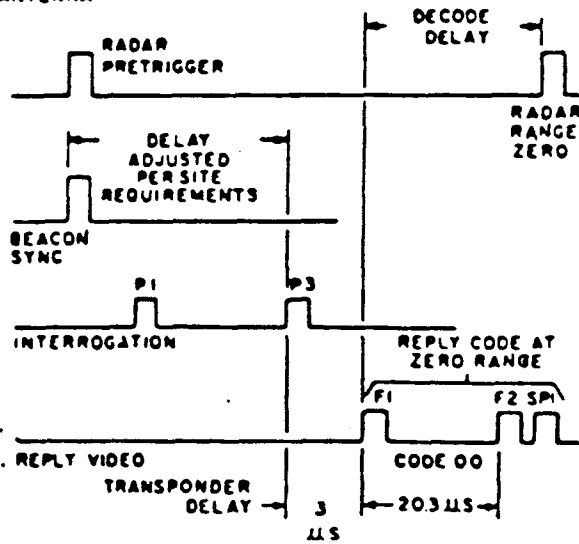 DECODE
DELAY
RADAR
PRETRIGGER
RADAR
RANGE
ZERO
DELAY
ADJUSTED
PER SITE
REQUIREMENTS
BEACON
SYNC
P1
P3
INTERROGATION
REPLY CODE AT
ZERO RANGE
F1
F2 SPI
REPLY VIDEO
CODE 00
TRANSPONDER
DELAY
3
µS
20.3 µS